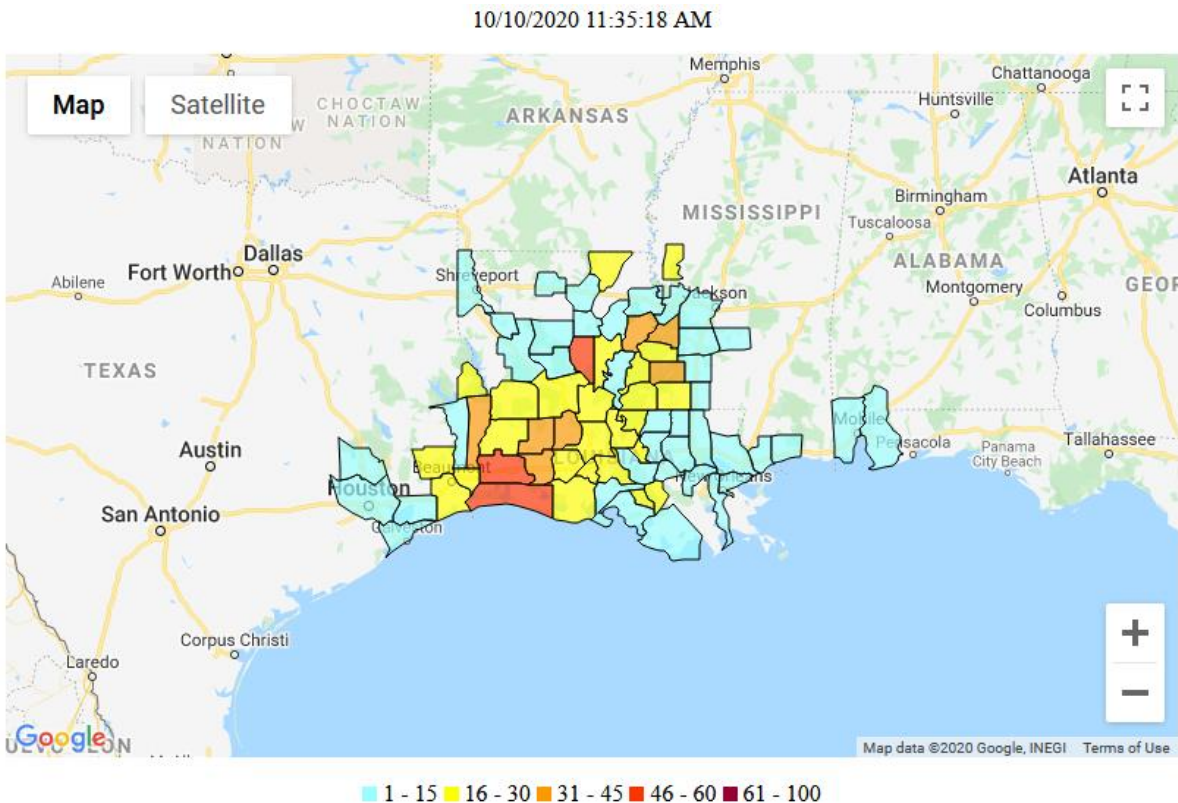 10/10/2020 11:35:18 AM
Map
Satellite
Memphis
Chattanooga
CHOCTAW
NATION
ARKANSAS
Huntsville
NATION
Atlanta
Birmingham
MISSISSIPPI
Tuscaloosa
Dallas
Fort Worth
Abilene
Shreveport
ALABAMA
Jackson
Montgomery
GEOR
Columbus
TEXAS
Mobile
Austin
Pensacola
Tallahassee
Beaumont
LOUISIANA
Panama
City Beach
New Orleans
Houston
San Antonio
Galveston
Corpus Christi
Laredo
+
−
Google
Map data ©2020 Google, INEGI Terms of Use
1 - 15 16 - 30 31 - 45 46 - 60 61 - 100